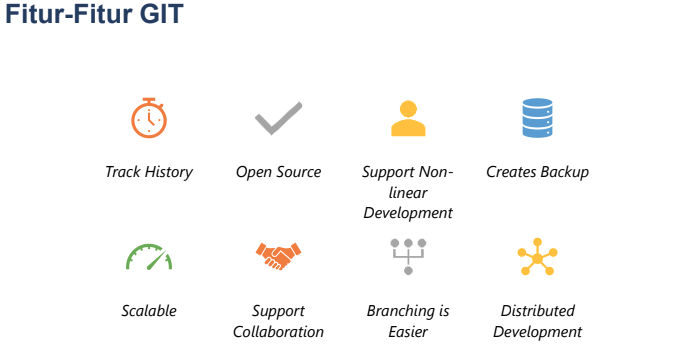 Fitur-Fitur GIT
Track History
Open Source
Support Non-
linear
Development
Creates Backup
Scalable
Support
Collaboration
Branching is
Easier
Distributed
Development